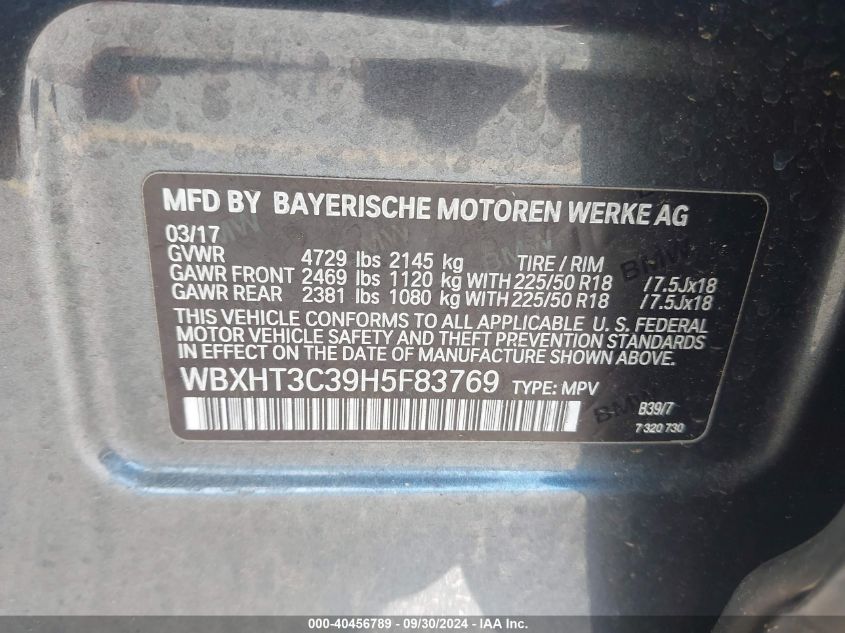 MFD BY BAYERISCHE MOTOREN WERKE AG
03/17
GVWR 4729 lbs 2145 kg TIRE / RIM
GAWR FRONT 2469 lbs 1120 kg WITH 225/50 R18 /7.5Jx18
GAWR REAR 2381 lbs 1080 kg WITH 225/50 R18 /7.5Jx18
THIS VEHICLE CONFORMS TO ALL APPLICABLE U. S. FEDERAL
MOTOR VEHICLE SAFETY AND THEFT PREVENTION STANDARDS
IN EFFECT ON THE DATE OF MANUFACTURE SHOWN ABOVE.
WBXHT3C39H5F83769 TYPE: MPV
B39/7
7 320 730
000-40456789 - 09/30/2024 - IAAI.com